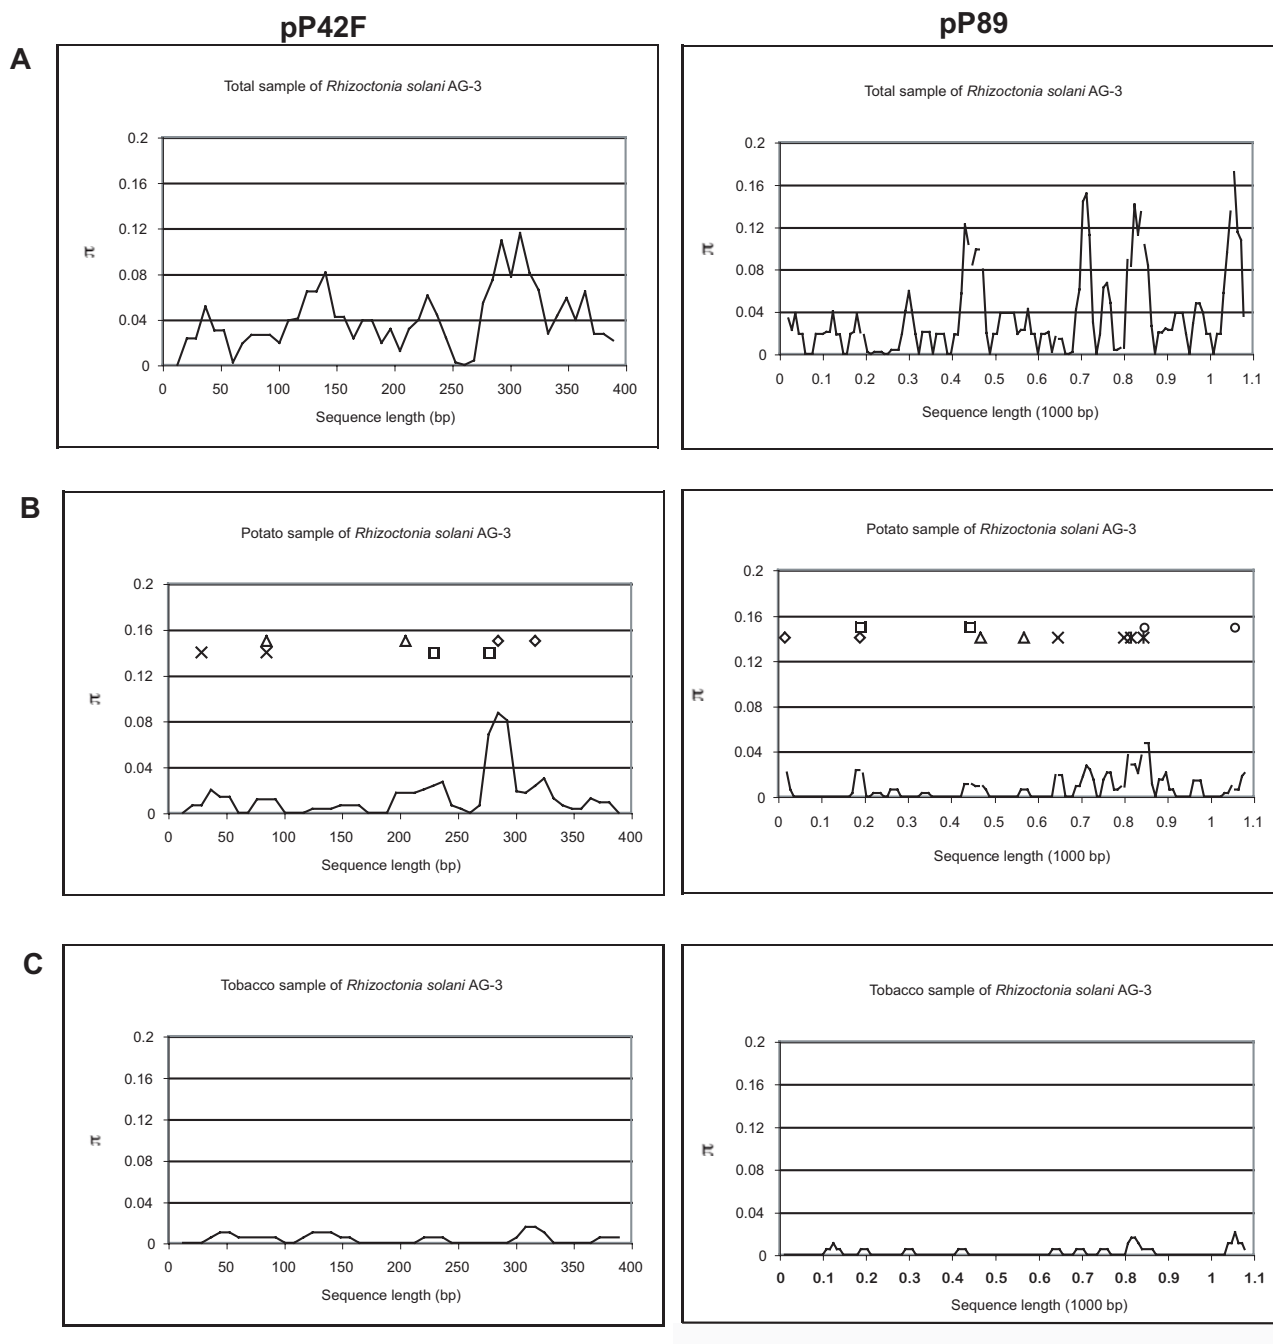 pP42F
pP89
A
Total sample of Rhizoctonia solani AG-3
0.2
0.16
0.12
0.08
0.04
0
π
0 50 100 150 200 250 300 350 400
Sequence length (bp)
Total sample of Rhizoctonia solani AG-3
0.2
0.16
0.12
0.08
0.04
0
π
0 0.1 0.2 0.3 0.4 0.5 0.6 0.7 0.8 0.9 1 1.1
Sequence length (1000 bp)
B
Potato sample of Rhizoctonia solani AG-3
0.2
0.16
0.12
0.08
0.04
0
π
0 50 100 150 200 250 300 350 400
Sequence length (bp)
Potato sample of Rhizoctonia solani AG-3
0.2
0.16
0.12
0.08
0.04
0
π
0 0.1 0.2 0.3 0.4 0.5 0.6 0.7 0.8 0.9 1 1.1
Sequence length (1000 bp)
C
Tobacco sample of Rhizoctonia solani AG-3
0.2
0.16
0.12
0.08
0.04
0
π
0 50 100 150 200 250 300 350 400
Sequence length (bp)
Tobacco sample of Rhizoctonia solani AG-3
0.2
0.16
0.12
0.08
0.04
0
π
0 0.1 0.2 0.3 0.4 0.5 0.6 0.7 0.8 0.9 1 1.1
Sequence length (1000 bp)